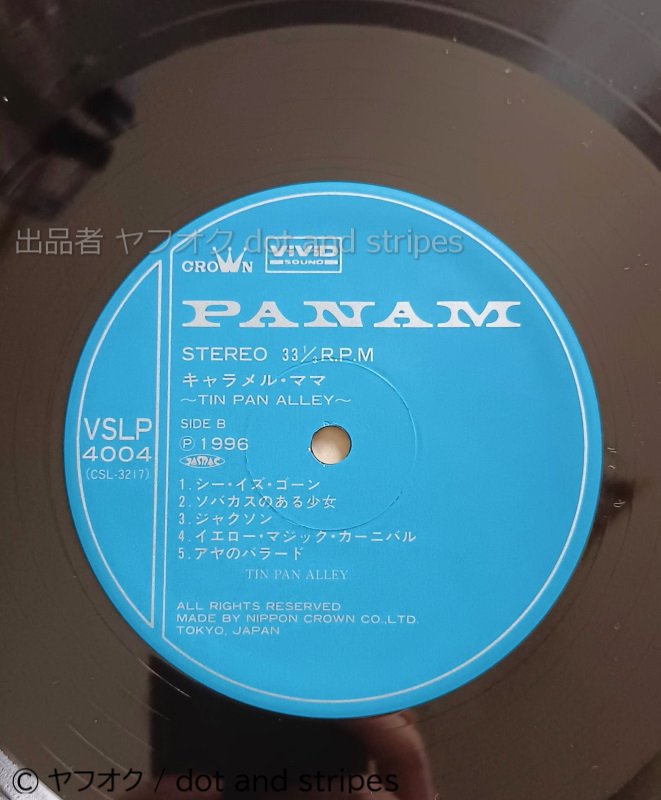 出品者 ヤフオク dot and stripes
CROWN
ViViD
SOUND
PANAM
STEREO 33 1/3 R.P.M
キャラメル・ママ
～TIN PAN ALLEY～
SIDE B
Ⓟ 1996
JASRAC
VSLP
4004
(CSL-3217)
1. シー・イズ・ゴーン
2. ソバカスのある少女
3. ジャクソン
4. イエロー・マジック・カーニバル
5. アヤのバラード
TIN PAN ALLEY
ALL RIGHTS RESERVED
MADE BY NIPPON CROWN CO.,LTD.
TOKYO, JAPAN
© ヤフオク / dot and stripes